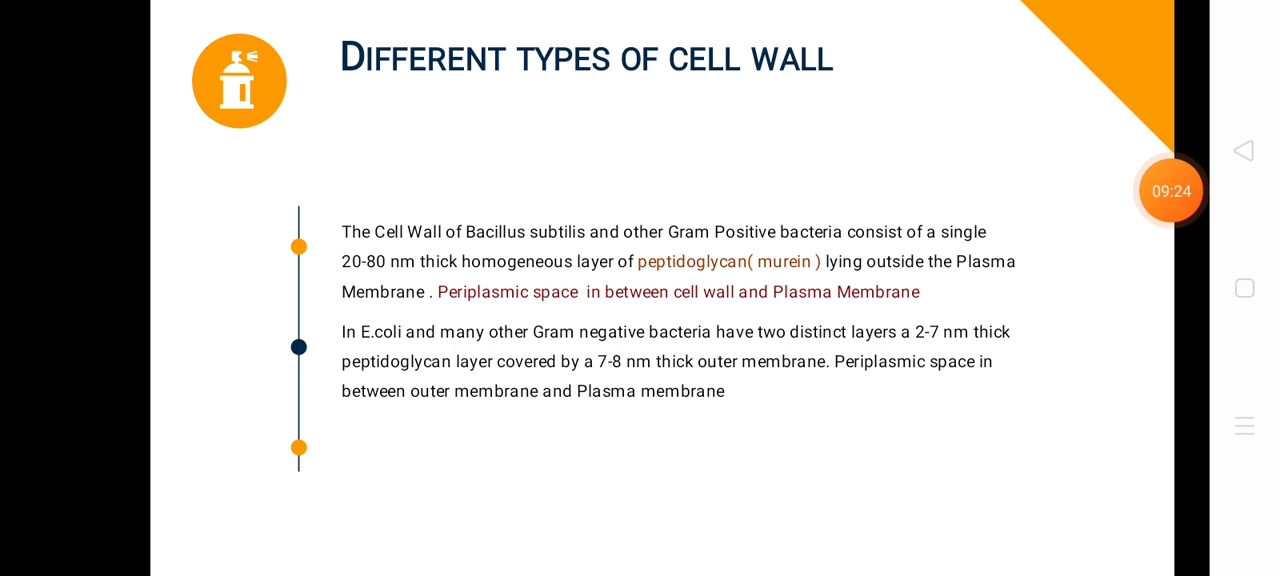 DIFFERENT TYPES OF CELL WALL
The Cell Wall of Bacillus subtilis and other Gram Positive bacteria consist of a single
20-80 nm thick homogeneous layer of peptidoglycan( murein ) lying outside the Plasma
Membrane . Periplasmic space in between cell wall and Plasma Membrane
In E.coli and many other Gram negative bacteria have two distinct layers a 2-7 nm thick
peptidoglycan layer covered by a 7-8 nm thick outer membrane. Periplasmic space in
between outer membrane and Plasma membrane
09:24